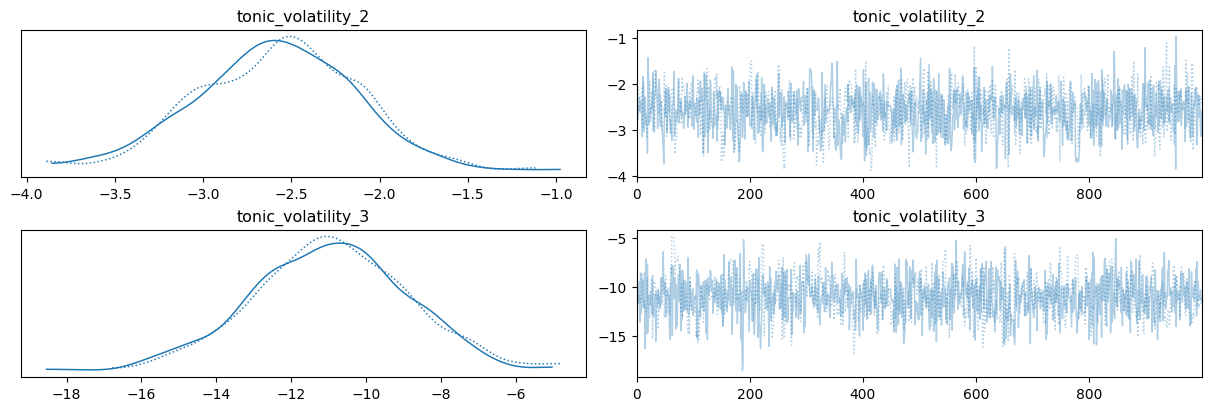 tonic_volatility_2
−4.0 −3.5 −3.0 −2.5 −2.0 −1.5 −1.0
tonic_volatility_2
−1
−2
−3
−4
0 200 400 600 800
tonic_volatility_3
−18 −16 −14 −12 −10 −8 −6
tonic_volatility_3
−5
−10
−15
0 200 400 600 800